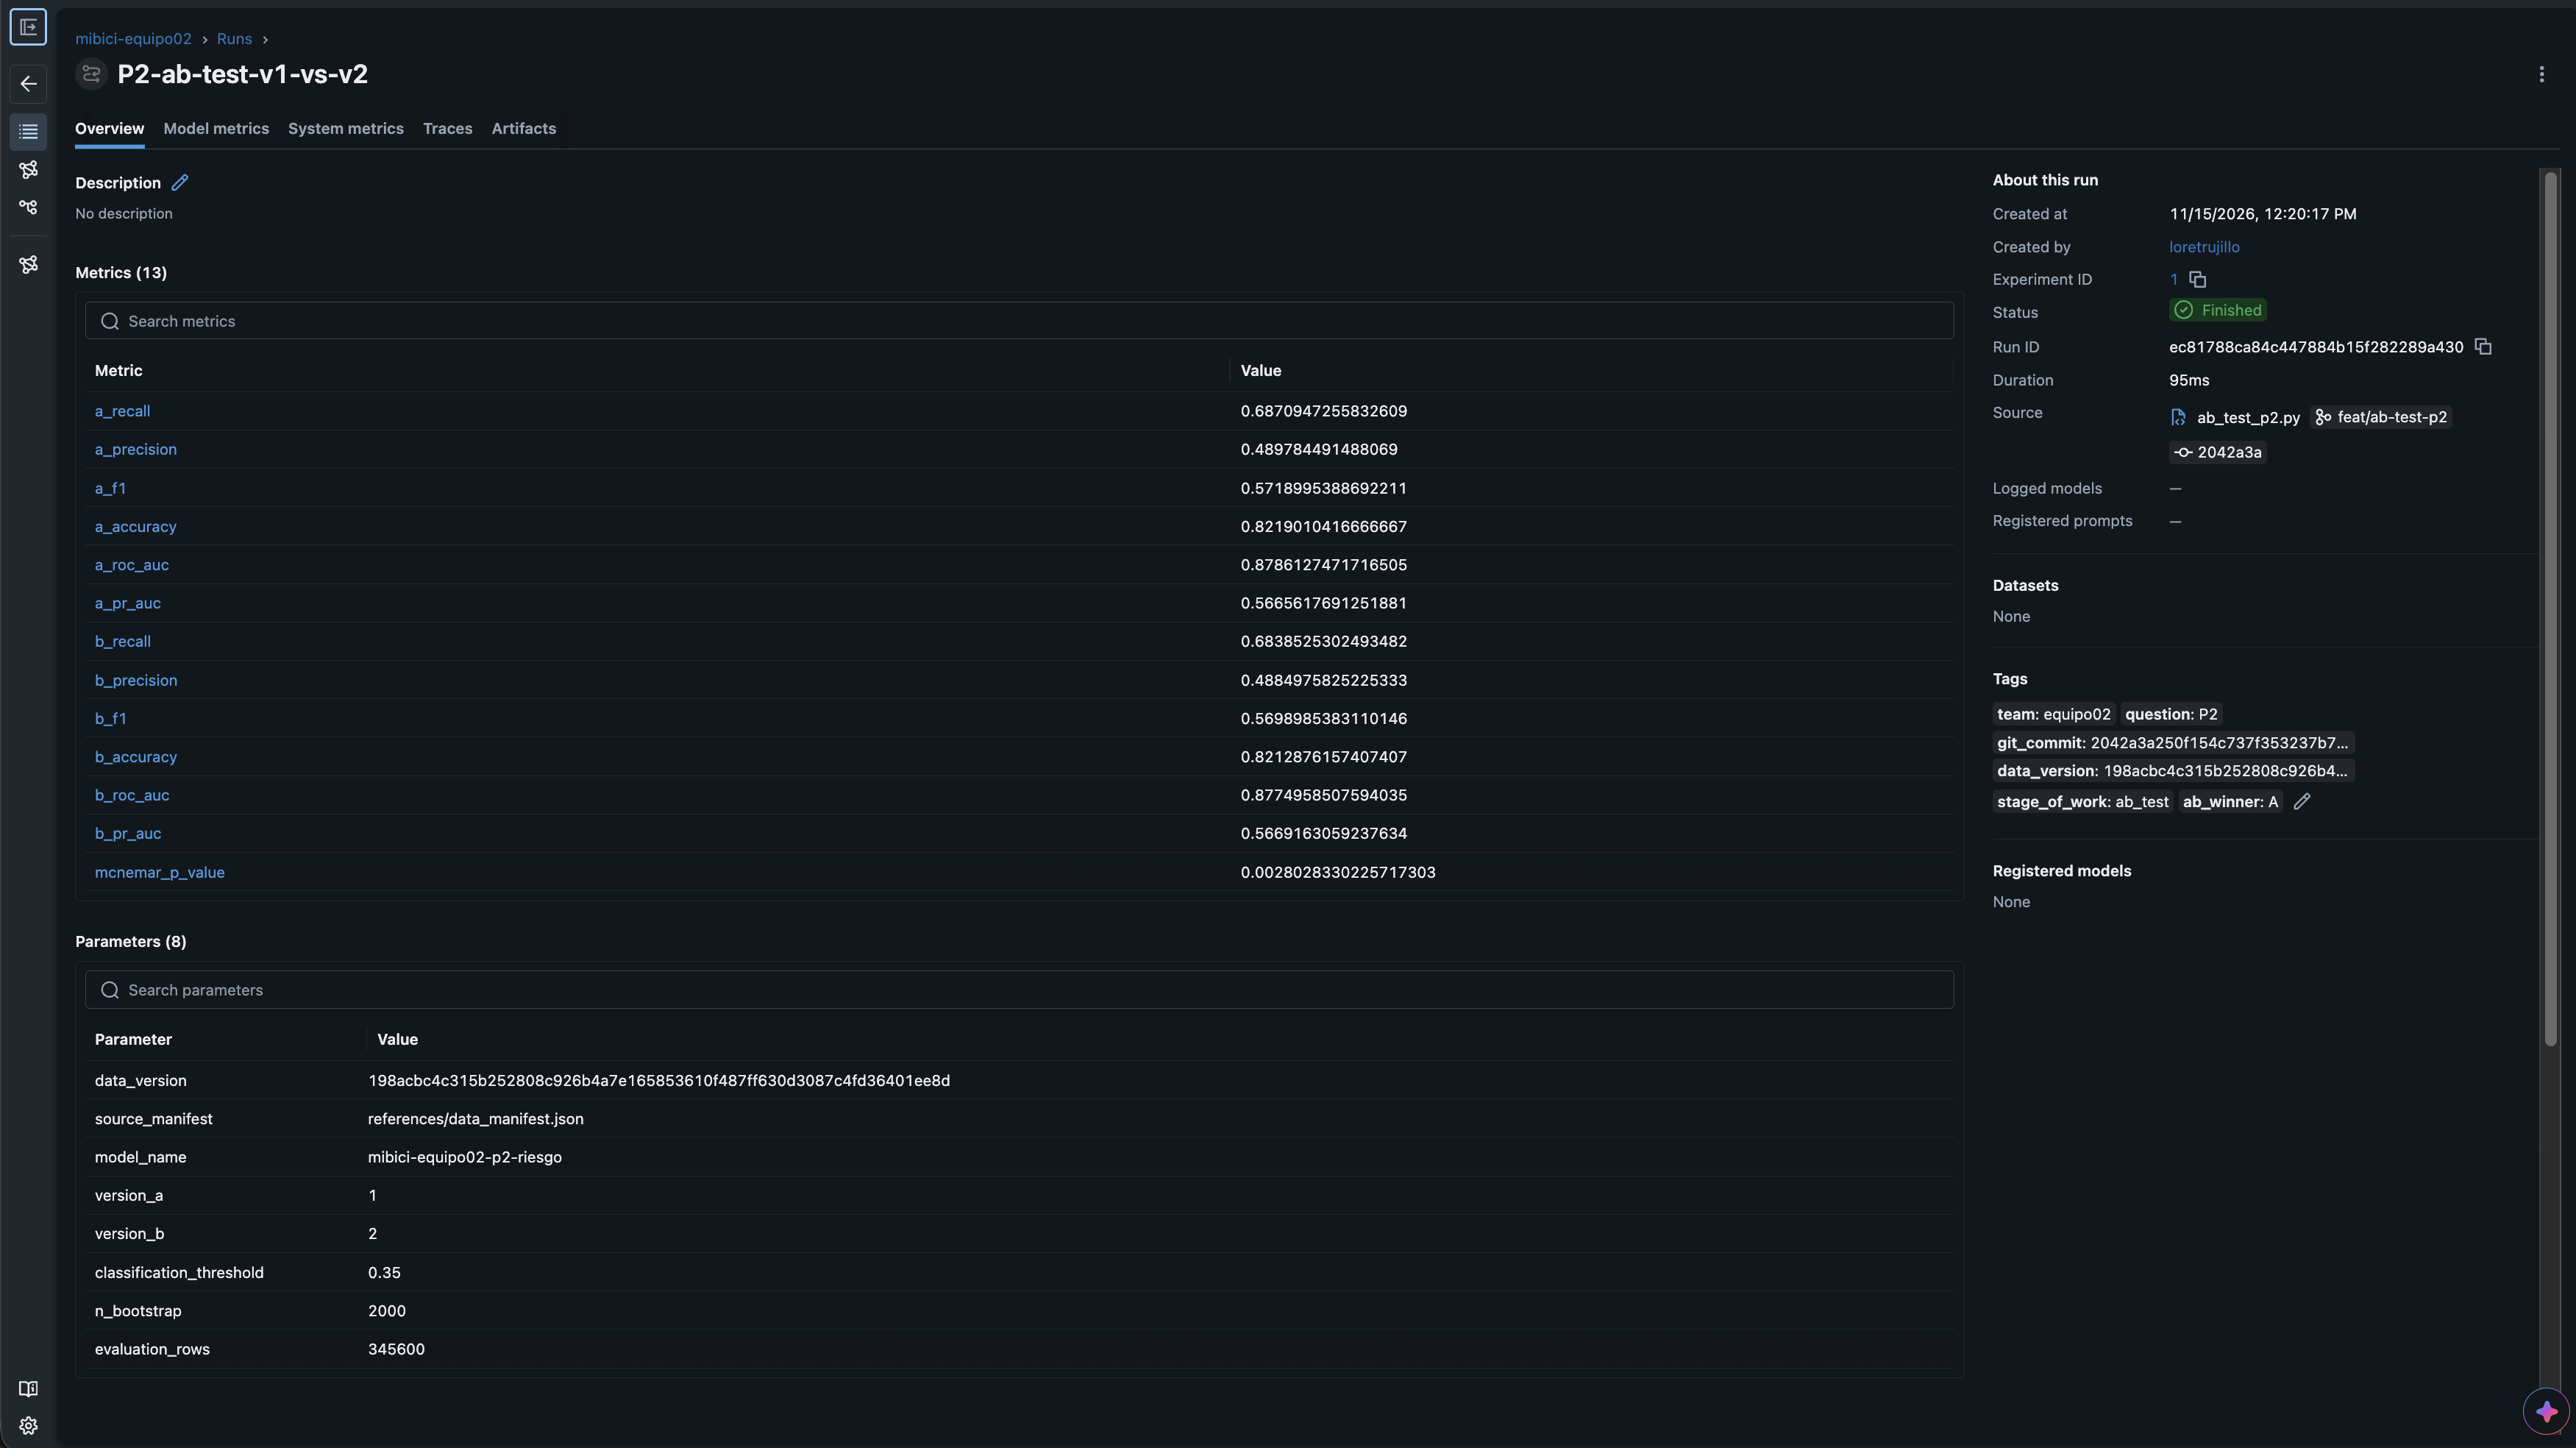 mibici-equipo02 › Runs ›
P2-ab-test-v1-vs-v2
Overview Model metrics System metrics Traces Artifacts
Description
No description
Metrics (13)
Search metrics
Metric Value
a_recall 0.6870947255832609
a_precision 0.489784491488069
a_f1 0.5718995388692211
a_accuracy 0.8219010416666667
a_roc_auc 0.8786127471716505
a_pr_auc 0.5665617691251881
b_recall 0.6838525302493482
b_precision 0.4884975825225333
b_f1 0.5698985383110146
b_accuracy 0.8212876157407407
b_roc_auc 0.8774958507594035
b_pr_auc 0.5669163059237634
mcnemar_p_value 0.0028028330225717303
Parameters (8)
Search parameters
Parameter Value
data_version 198acbc4c315b252808c926b4a7e165853610f487ff630d3087c4fd36401ee8d
source_manifest references/data_manifest.json
model_name mibici-equipo02-p2-riesgo
version_a 1
version_b 2
classification_threshold 0.35
n_bootstrap 2000
evaluation_rows 345600
About this run
Created at 11/15/2026, 12:20:17 PM
Created by loretrujillo
Experiment ID 1
Status Finished
Run ID ec81788ca84c447884b15f282289a430
Duration 95ms
Source ab_test_p2.py feat/ab-test-p2
2042a3a
Logged models —
Registered prompts —
Datasets
None
Tags
team: equipo02 question: P2
git_commit: 2042a3a250f154c737f353237b7...
data_version: 198acbc4c315b252808c926b4...
stage_of_work: ab_test ab_winner: A
Registered models
None